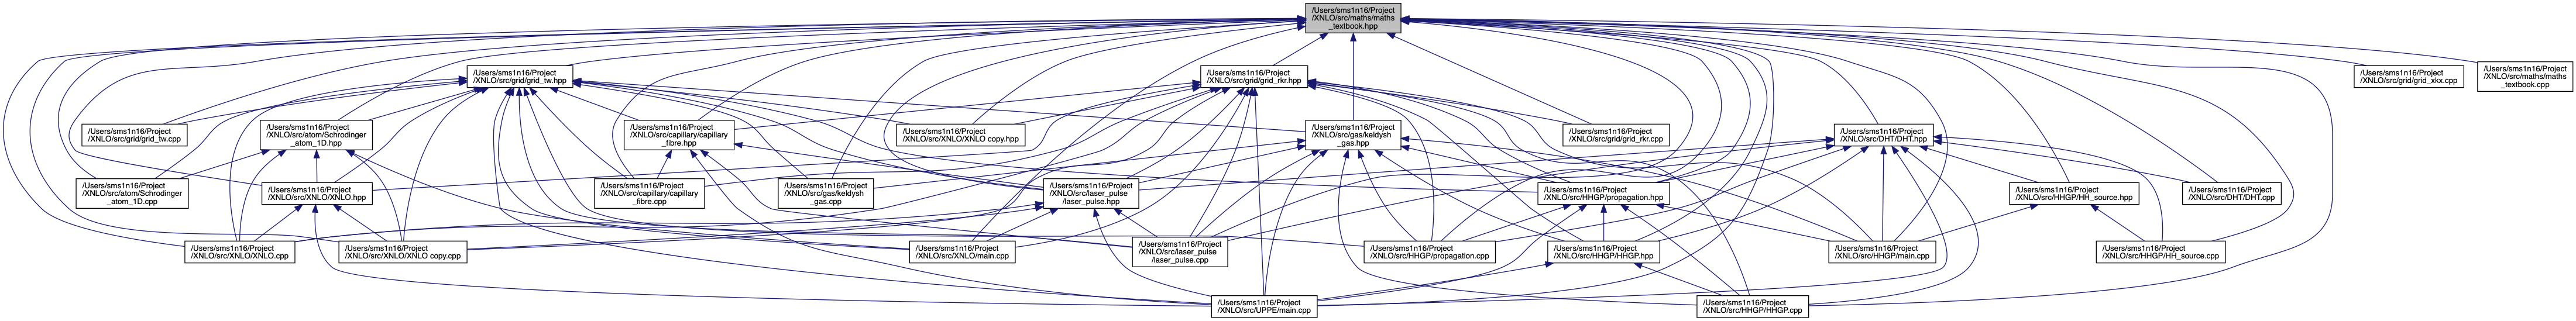 /Users/sms1n16/Project
/XNLO/src/maths/maths
_textbook.hpp
/Users/sms1n16/Project
/XNLO/src/grid/grid_tw.hpp
/Users/sms1n16/Project
/XNLO/src/grid/grid_rkr.hpp
/Users/sms1n16/Project
/XNLO/src/grid/grid_xkx.cpp
/Users/sms1n16/Project
/XNLO/src/maths/maths
_textbook.cpp
/Users/sms1n16/Project
/XNLO/src/grid/grid_tw.cpp
/Users/sms1n16/Project
/XNLO/src/atom/Schrodinger
_atom_1D.hpp
/Users/sms1n16/Project
/XNLO/src/capillary/capillary
_fibre.hpp
/Users/sms1n16/Project
/XNLO/src/XNLO/XNLO copy.hpp
/Users/sms1n16/Project
/XNLO/src/gas/keldysh
_gas.hpp
/Users/sms1n16/Project
/XNLO/src/grid/grid_rkr.cpp
/Users/sms1n16/Project
/XNLO/src/DHT/DHT.hpp
/Users/sms1n16/Project
/XNLO/src/atom/Schrodinger
_atom_1D.cpp
/Users/sms1n16/Project
/XNLO/src/XNLO/XNLO.hpp
/Users/sms1n16/Project
/XNLO/src/capillary/capillary
_fibre.cpp
/Users/sms1n16/Project
/XNLO/src/gas/keldysh
_gas.cpp
/Users/sms1n16/Project
/XNLO/src/laser_pulse
/laser_pulse.hpp
/Users/sms1n16/Project
/XNLO/src/HHGP/propagation.hpp
/Users/sms1n16/Project
/XNLO/src/HHGP/HH_source.hpp
/Users/sms1n16/Project
/XNLO/src/DHT/DHT.cpp
/Users/sms1n16/Project
/XNLO/src/XNLO/XNLO.cpp
/Users/sms1n16/Project
/XNLO/src/XNLO/XNLO copy.cpp
/Users/sms1n16/Project
/XNLO/src/XNLO/main.cpp
/Users/sms1n16/Project
/XNLO/src/laser_pulse
/laser_pulse.cpp
/Users/sms1n16/Project
/XNLO/src/HHGP/propagation.cpp
/Users/sms1n16/Project
/XNLO/src/HHGP/HHGP.hpp
/Users/sms1n16/Project
/XNLO/src/HHGP/main.cpp
/Users/sms1n16/Project
/XNLO/src/HHGP/HH_source.cpp
/Users/sms1n16/Project
/XNLO/src/UPPE/main.cpp
/Users/sms1n16/Project
/XNLO/src/HHGP/HHGP.cpp